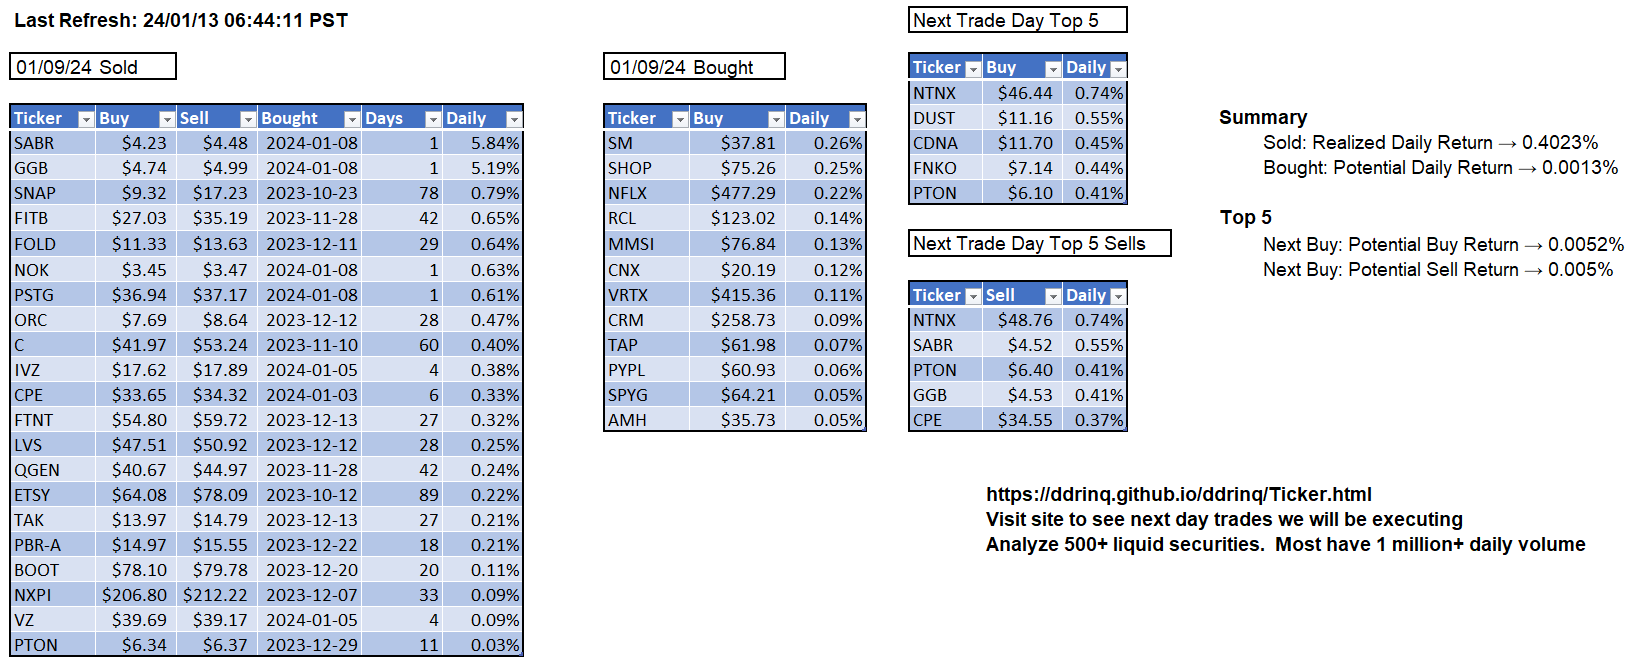 Last Refresh: 24/01/13 06:44:11 PST
01/09/24 Sold
Ticker Buy Sell Bought Days Daily
SABR $4.23 $4.48 2024-01-08 1 5.84%
GGB $4.74 $4.99 2024-01-08 1 5.19%
SNAP $9.32 $17.23 2023-10-23 78 0.79%
FITB $27.03 $35.19 2023-11-28 42 0.65%
FOLD $11.33 $13.63 2023-12-11 29 0.64%
NOK $3.45 $3.47 2024-01-08 1 0.63%
PSTG $36.94 $37.17 2024-01-08 1 0.61%
ORC $7.69 $8.64 2023-12-12 28 0.47%
C $41.97 $53.24 2023-11-10 60 0.40%
IVZ $17.62 $17.89 2024-01-05 4 0.38%
CPE $33.65 $34.32 2024-01-03 6 0.33%
FTNT $54.80 $59.72 2023-12-13 27 0.32%
LVS $47.51 $50.92 2023-12-12 28 0.25%
QGEN $40.67 $44.97 2023-11-28 42 0.24%
ETSY $64.08 $78.09 2023-10-12 89 0.22%
TAK $13.97 $14.79 2023-12-13 27 0.21%
PBR-A $14.97 $15.55 2023-12-22 18 0.21%
BOOT $78.10 $79.78 2023-12-20 20 0.11%
NXPI $206.80 $212.22 2023-12-07 33 0.09%
VZ $39.69 $39.17 2024-01-05 4 0.09%
PTON $6.34 $6.37 2023-12-29 11 0.03%
01/09/24 Bought
Ticker Buy Daily
SM $37.81 0.26%
SHOP $75.26 0.25%
NFLX $477.29 0.22%
RCL $123.02 0.14%
MMSI $76.84 0.13%
CNX $20.19 0.12%
VRTX $415.36 0.11%
CRM $258.73 0.09%
TAP $61.98 0.07%
PYPL $60.93 0.06%
SPYG $64.21 0.05%
AMH $35.73 0.05%
Next Trade Day Top 5
Ticker Buy Daily
NTNX $46.44 0.74%
DUST $11.16 0.55%
CDNA $11.70 0.45%
FNKO $7.14 0.44%
PTON $6.10 0.41%
Next Trade Day Top 5 Sells
Ticker Sell Daily
NTNX $48.76 0.74%
SABR $4.52 0.55%
PTON $6.40 0.41%
GGB $4.53 0.41%
CPE $34.55 0.37%
Summary
Sold: Realized Daily Return → 0.4023%
Bought: Potential Daily Return → 0.0013%
Top 5
Next Buy: Potential Buy Return → 0.0052%
Next Buy: Potential Sell Return → 0.005%
https://ddrinq.github.io/ddrinq/Ticker.html
Visit site to see next day trades we will be executing
Analyze 500+ liquid securities.  Most have 1 million+ daily volume